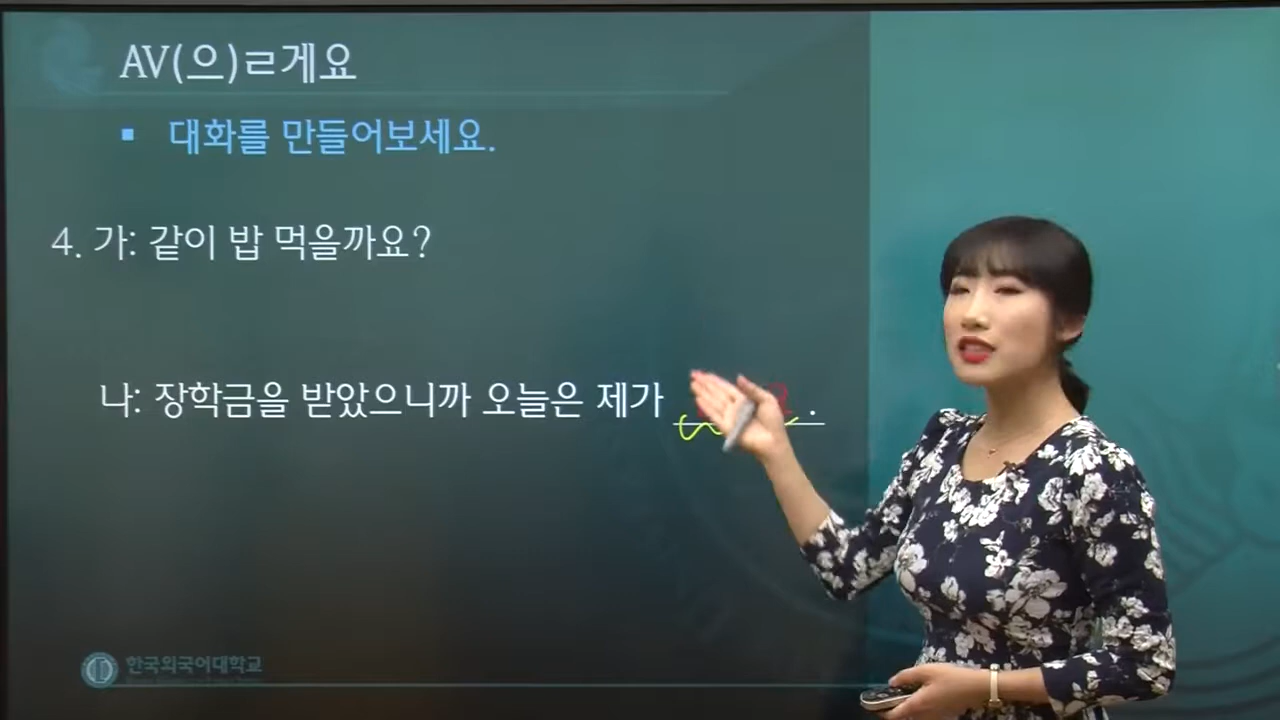 AV(으)ㄹ게요
▪ 대화를 만들어보세요.
4. 가: 같이 밥 먹을까요?
나: 장학금을 받았으니까 오늘은 제가 .
한국외국어대학교